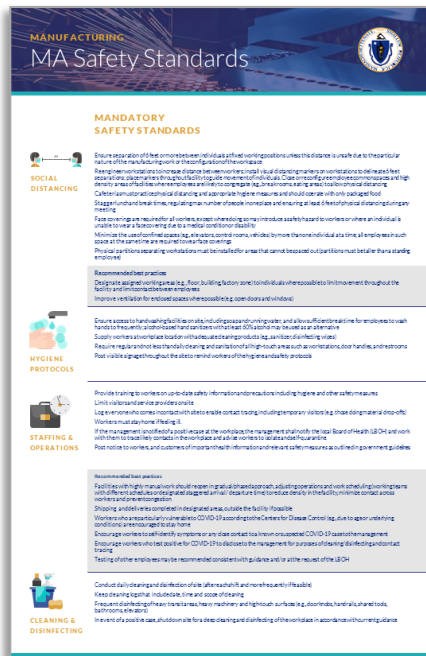 MANUFACTURING
MA Safety Standards
MANDATORY
SAFETY STANDARDS
SOCIAL
DISTANCING
Ensure separation of 6 feet or more between individuals at fixed working positions unless this distance is unsafe due to the particular
nature of the manufacturing work or the configuration of the workspace
Reengineer workstations to increase distance between workers; install visual distancing markers on workstations to delineate 6 feet
separations; place markers throughout facility to guide movement of individuals. Close or reconfigure employee common spaces and high
density areas of facilities where employees are likely to congregate (e.g., break rooms, eating areas) to allow physical distancing
Cafeterias must practice physical distancing and appropriate hygiene measures and should operate with only packaged food
Stagger lunch and break times, regulating max number of people in one place and ensuring at least 6 feet of physical distancing during any
meeting
Face coverings are required for all workers, except where doing so may introduce a safety hazard to workers or where an individual is
unable to wear a face covering due to a medical condition or disability
Minimize the use of confined spaces (e.g., elevators, control rooms, vehicles) by more than one individual at a time; all employees in such
space at the same time are required to wear face coverings
Physical partitions separating workstations must be installed for areas that cannot be spaced out (partitions must be taller than a standing
employee)
Recommended best practices
Designate assigned working areas (e.g., floor, building, factory zone) to individuals where possible to limit movement throughout the
facility and limit contact between employees
Improve ventilation for enclosed spaces where possible (e.g. open doors and windows)
HYGIENE
PROTOCOLS
Ensure access to handwashing facilities on site, including soap and running water, and allow sufficient break time for employees to wash
hands to frequently; alcohol-based hand sanitizers with at least 60% alcohol may be used as an alternative
Supply workers at workplace location with adequate cleaning products (e.g., sanitizer, disinfecting wipes)
Require regular and not less than daily cleaning and sanitation of all high-touch areas such as workstations, door handles, and restrooms
Post visible signage throughout the site to remind workers of the hygiene and safety protocols
STAFFING &
OPERATIONS
Provide training to workers on up-to-date safety information and precautions including hygiene and other safety measures
Limit visitors and service providers onsite
Log everyone who comes in contact with site to enable contact tracing, including temporary visitors (e.g. those doing material drop-offs)
Workers must stay home if feeling ill.
If the management is notified of a positive case at the workplace, the management shall notify the local Board of Health (LBOH) and work
with them to trace likely contacts in the workplace and advise workers to isolate and self-quarantine
Post notice to workers, and customers of important health information and relevant safety measures as outlined in government guidelines
Recommended best practices
Facilities with highly manual work should reopen in gradual/phased approach, adjusting operations and work scheduling (working teams
with different schedules or designated staggered arrival / departure time) to reduce density in the facility, minimize contact across
workers and prevent congestion
Shipping and deliveries completed in designated areas, outside the facility if possible
Workers who are particularly vulnerable to COVID-19 according to the Centers for Disease Control (e.g., due to age or underlying
conditions) are encouraged to stay home
Encourage workers to self-identify symptoms or any close contact to a known or suspected COVID-19 case to the management
Encourage workers who test positive for COVID-19 to disclose to the management for purposes of cleaning/disinfecting and contact
tracing
Testing of other employees may be recommended consistent with guidance and/or at the request of the LBOH
CLEANING &
DISINFECTING
Conduct daily cleaning and disinfection of site (after each shift and more frequently if feasible)
Keep cleaning logs that include date, time and scope of cleaning
Frequent disinfecting of heavy transit areas, heavy machinery and high-touch surfaces (e.g., doorknobs, handrails, shared tools,
bathrooms, elevators)
In event of a positive case, shut down site for a deep cleaning and disinfecting of the workplace in accordance with current guidance